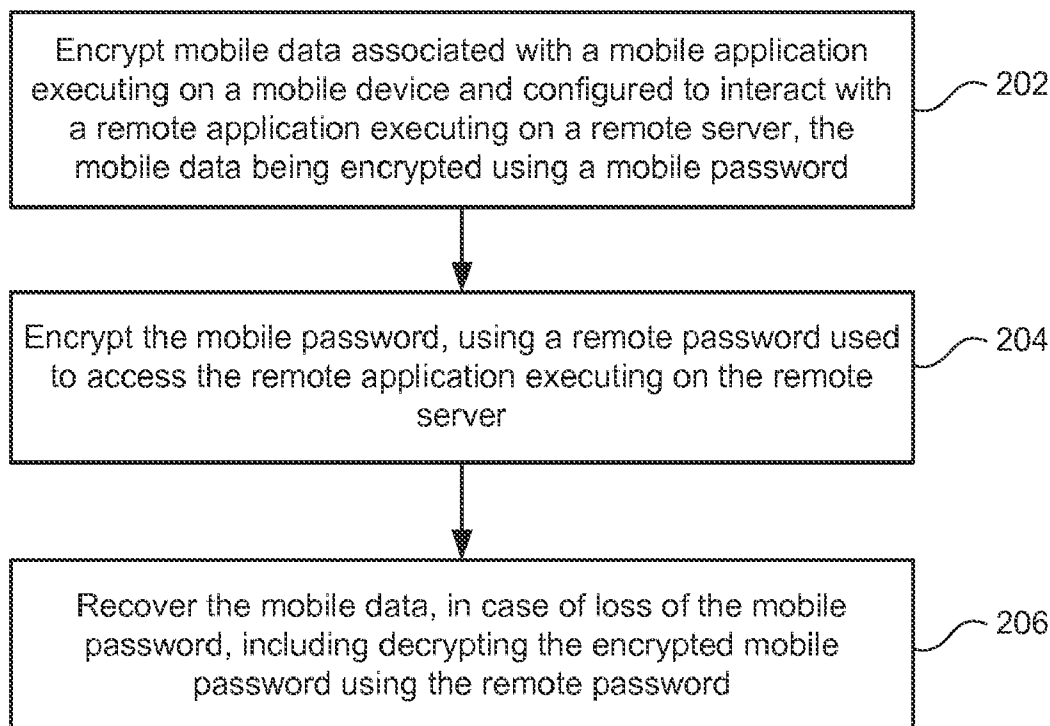 Encrypt mobile data associated with a mobile application
executing on a mobile device and configured to interact with
a remote application executing on a remote server, the
mobile data being encrypted using a mobile password
202
Encrypt the mobile password, using a remote password used
to access the remote application executing on the remote
server
204
Recover the mobile data, in case of loss of the mobile
password, including decrypting the encrypted mobile
password using the remote password
206